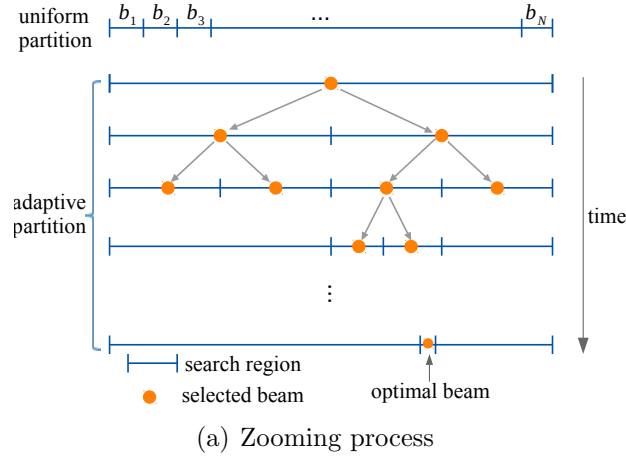 uniform partition
b1 b2 b3 ... bN
adaptive partition
time
⋮
search region
selected beam
optimal beam
(a) Zooming process